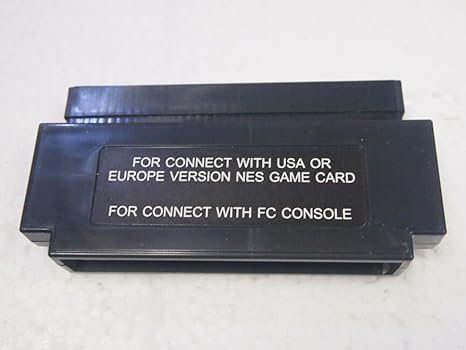 FOR CONNECT WITH USA OR
EUROPE VERSION NES GAME CARD
FOR CONNECT WITH FC CONSOLE